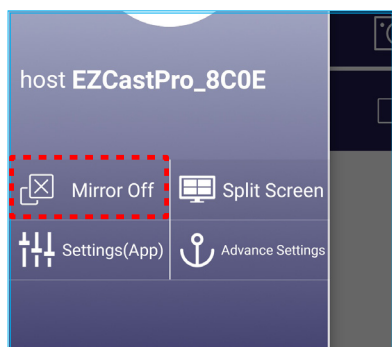 host EZCastPro_8C0E
Mirror Off
Split Screen
Settings(App)
Advance Settings